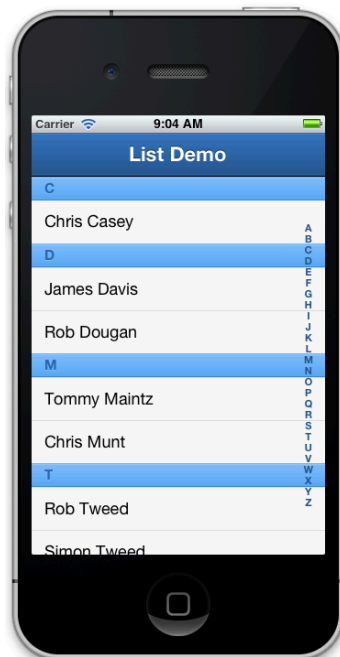 Carrier 9:04 AM
List Demo
C
Chris Casey
D
James Davis
Rob Dougan
M
Tommy Maintz
Chris Munt
T
Rob Tweed
Simon Tweed
A
B
C
D
E
F
G
H
I
J
K
L
M
N
O
P
Q
R
S
T
U
V
W
X
Y
Z